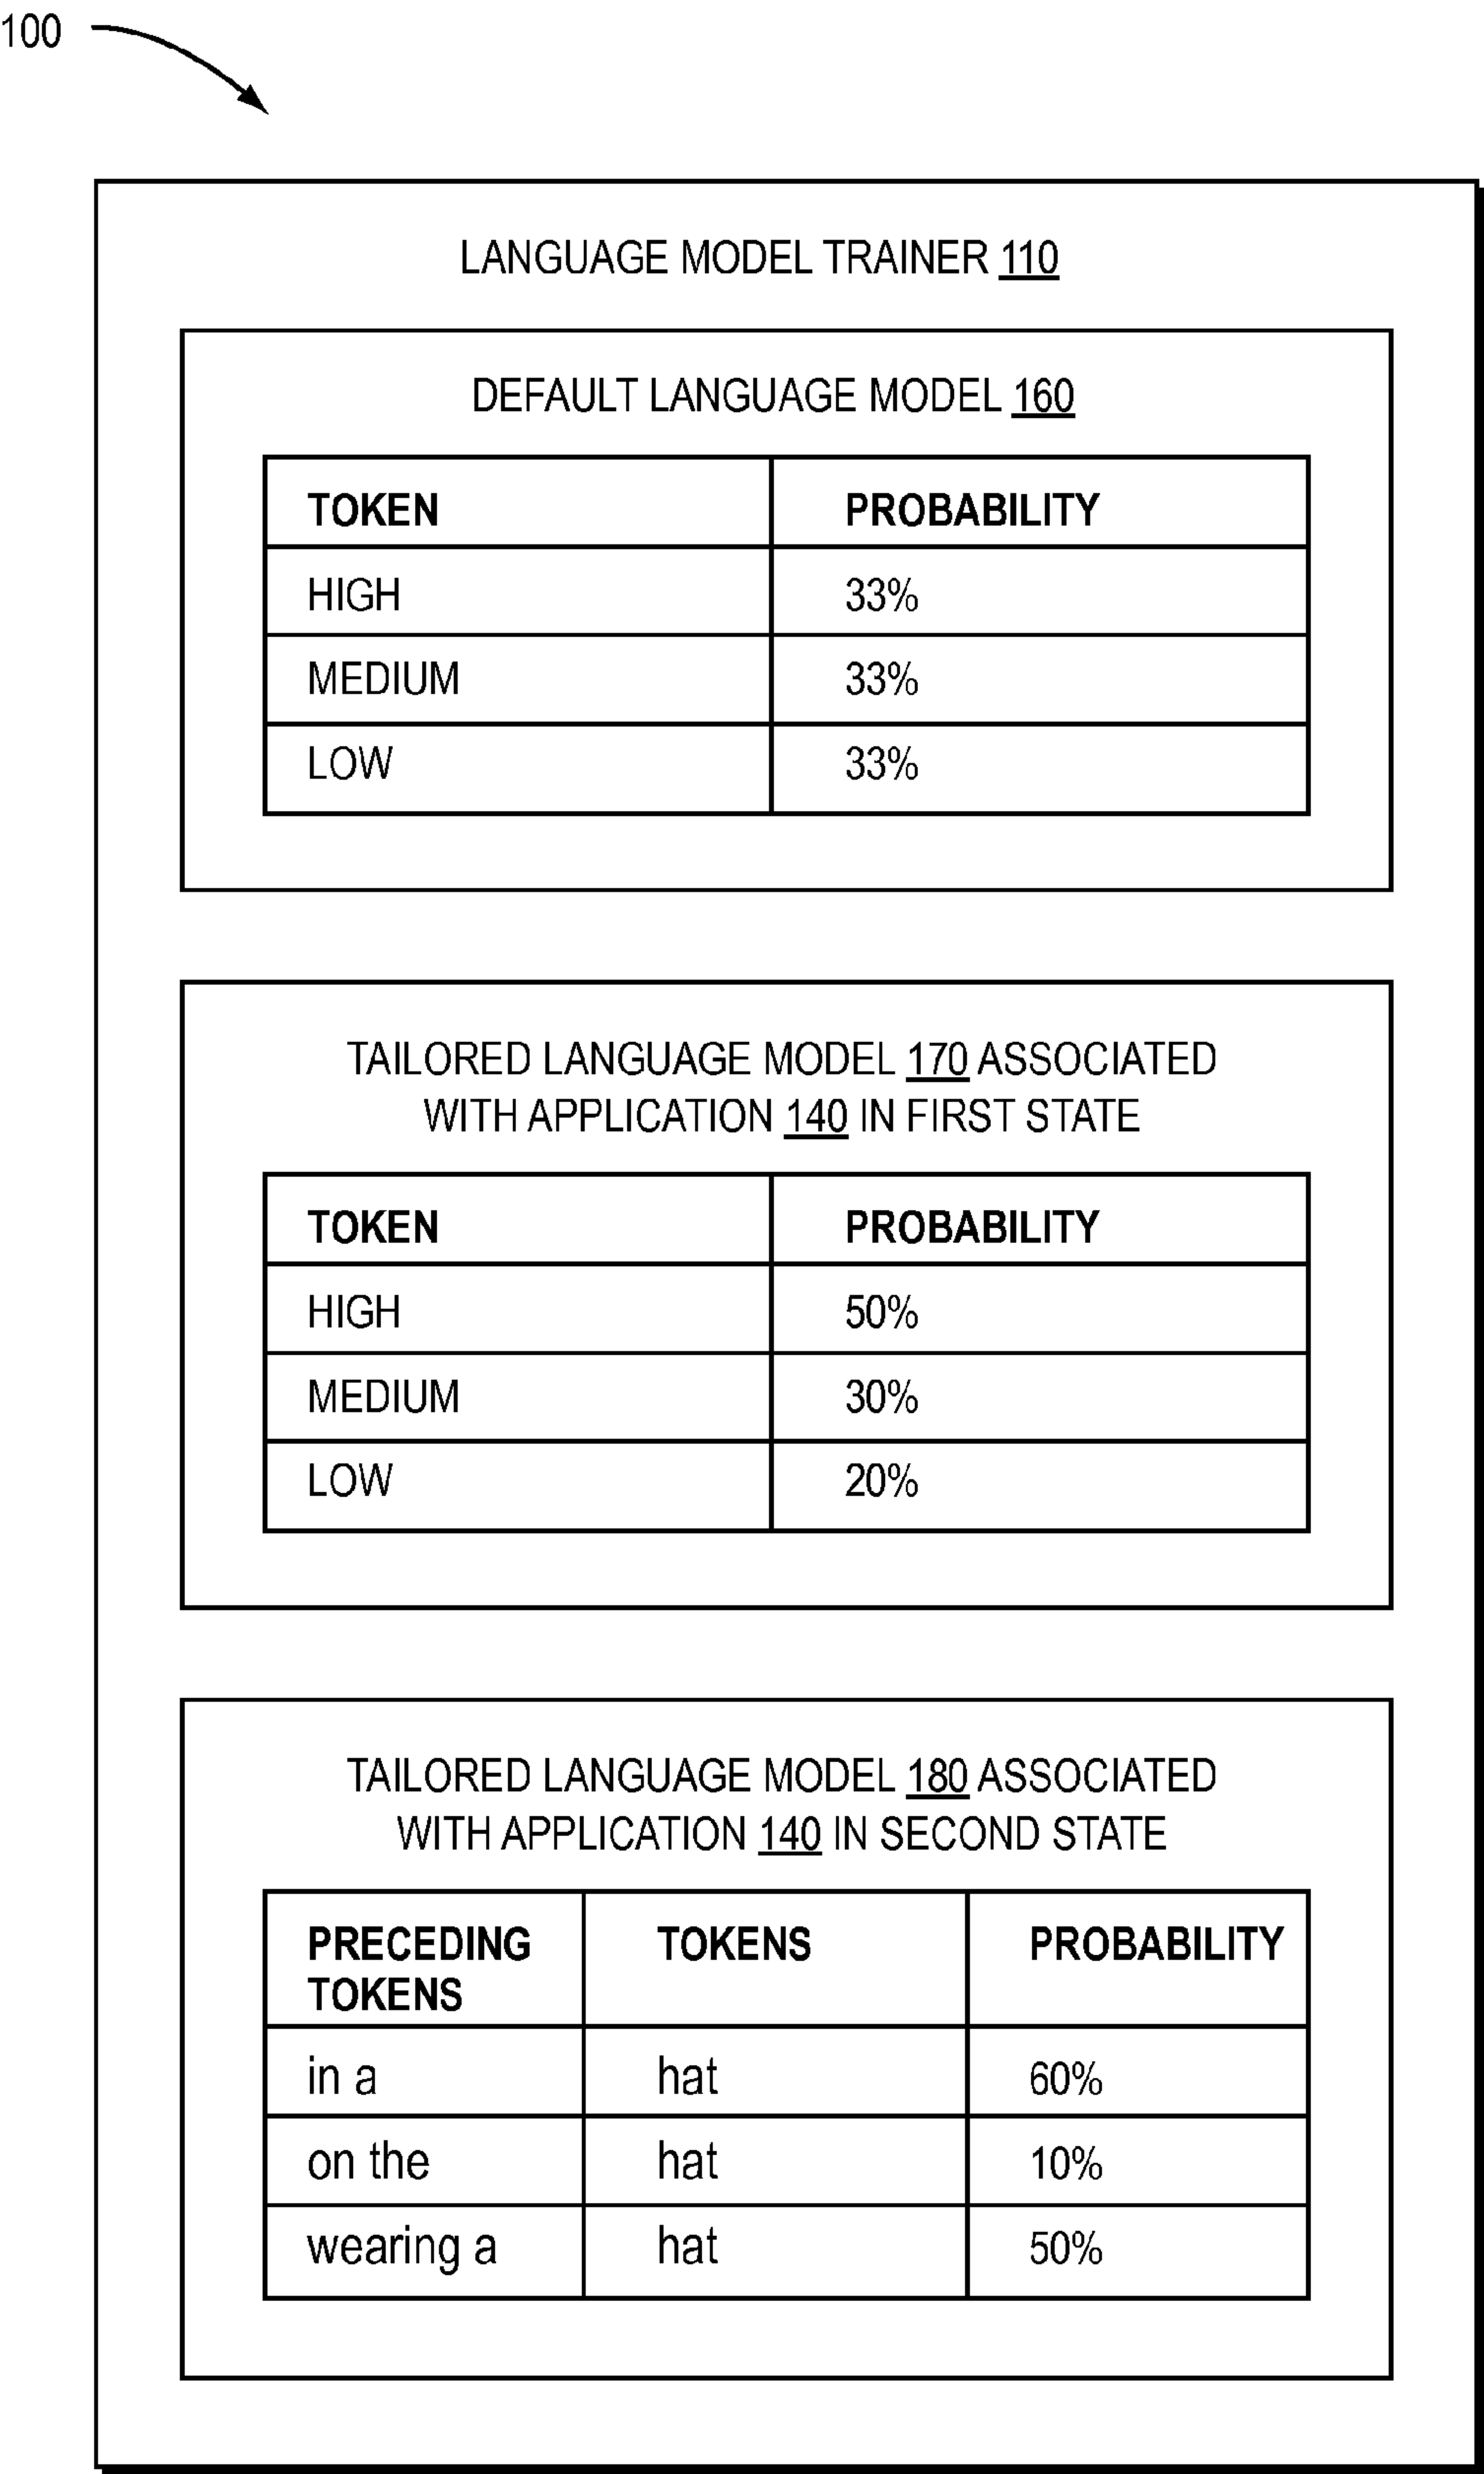 100
LANGUAGE MODEL TRAINER 110
DEFAULT LANGUAGE MODEL 160
TOKEN PROBABILITY
HIGH 33%
MEDIUM 33%
LOW 33%
TAILORED LANGUAGE MODEL 170 ASSOCIATED
WITH APPLICATION 140 IN FIRST STATE
TOKEN PROBABILITY
HIGH 50%
MEDIUM 30%
LOW 20%
TAILORED LANGUAGE MODEL 180 ASSOCIATED
WITH APPLICATION 140 IN SECOND STATE
PRECEDING TOKENS PROBABILITY
TOKENS
in a hat 60%
on the hat 10%
wearing a hat 50%